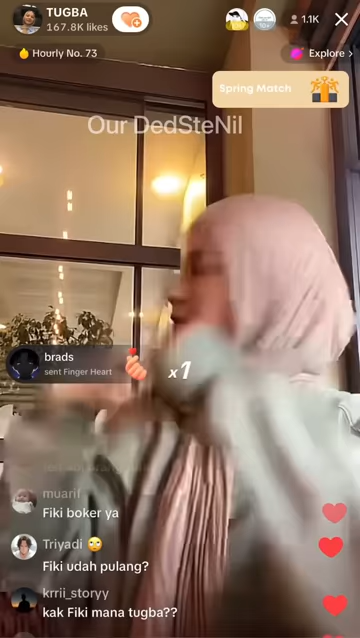 TUGBA
167.8K likes
1.1K
Hourly No. 73
Explore >
Spring Match
Our DedSteNil
brads
sent Finger Heart
x1
muarif
Fiki boker ya
Triyadi 🙄
Fiki udah pulang?
krrii_storyy
kak Fiki mana tugba??